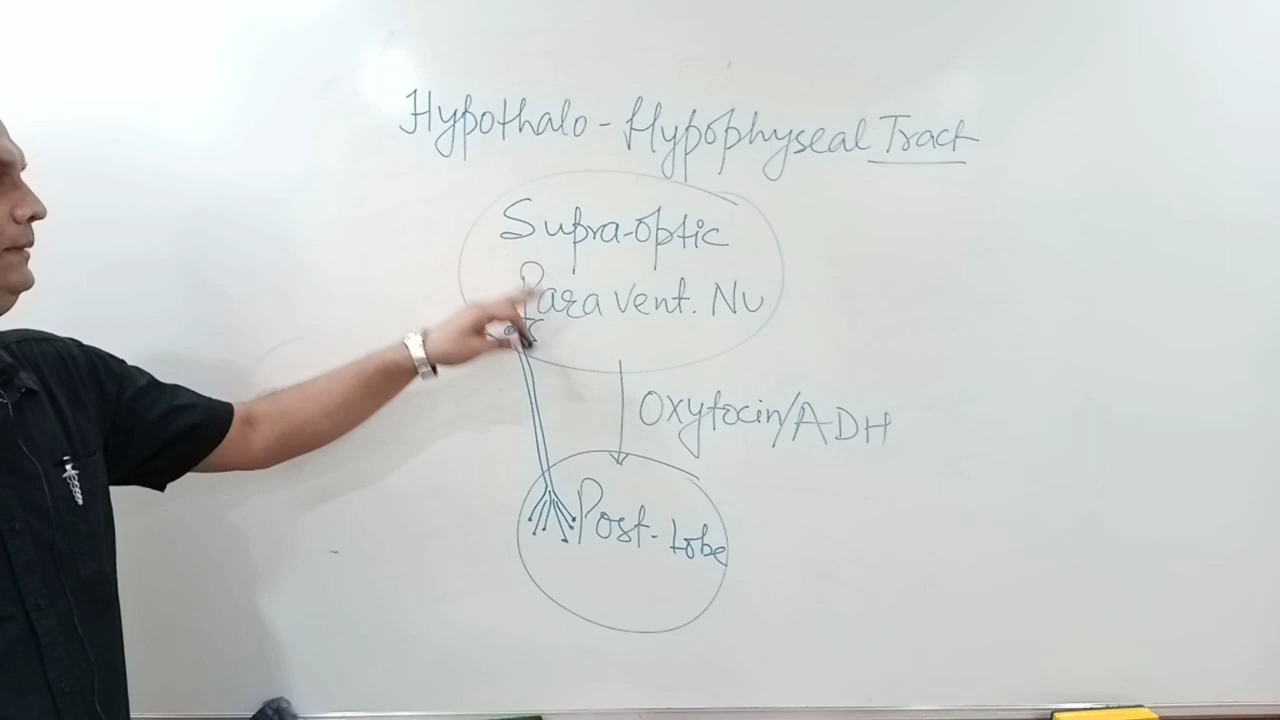 Hypothalo-Hypophyseal Tract
Supra-optic
Paravent. Nu
Oxytocin/ADH
Post-lobe